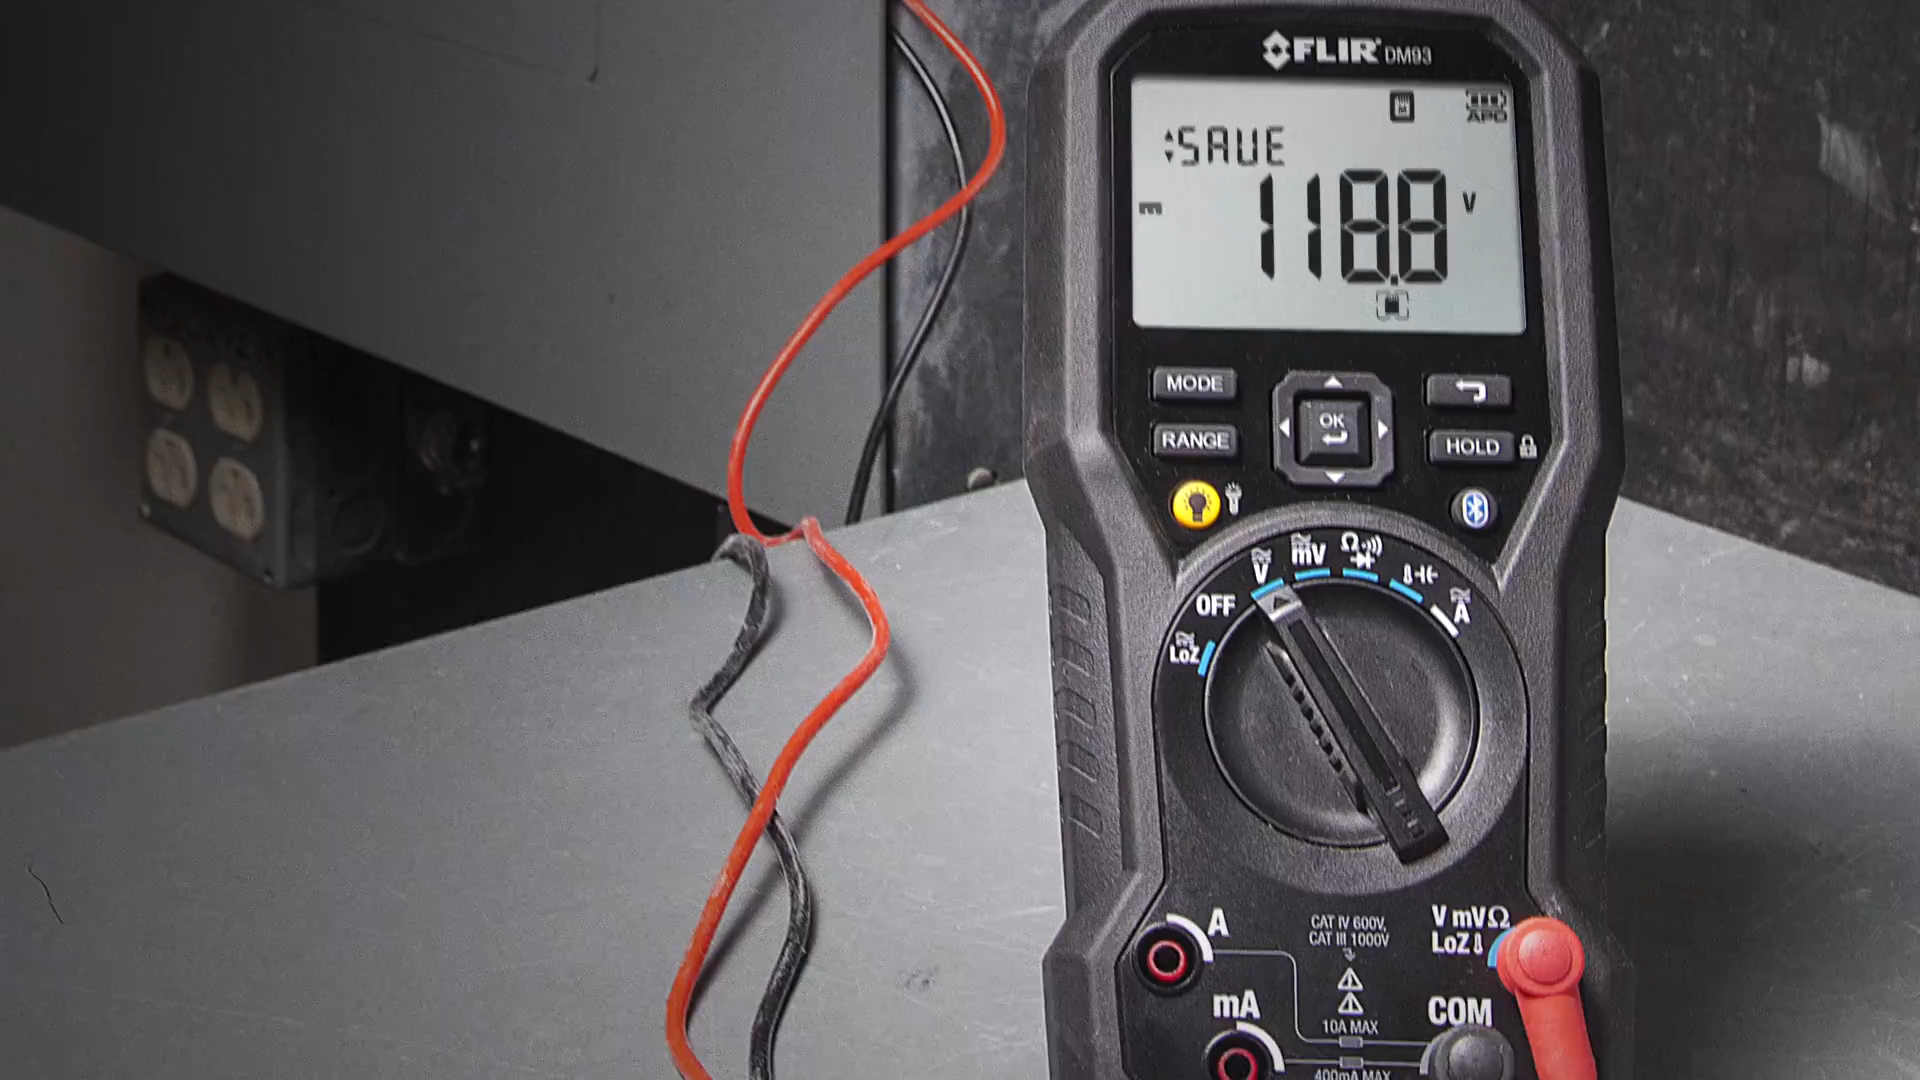 FLIR DM93
APO
SAVE
118.8 V
MODE
OK
RANGE
HOLD
V
mV
Ω
OFF
A
LoZ
A
CAT IV 600V,
CAT III 1000V
V mVΩ
LoZ
mA
COM
10A MAX
400mA MAX